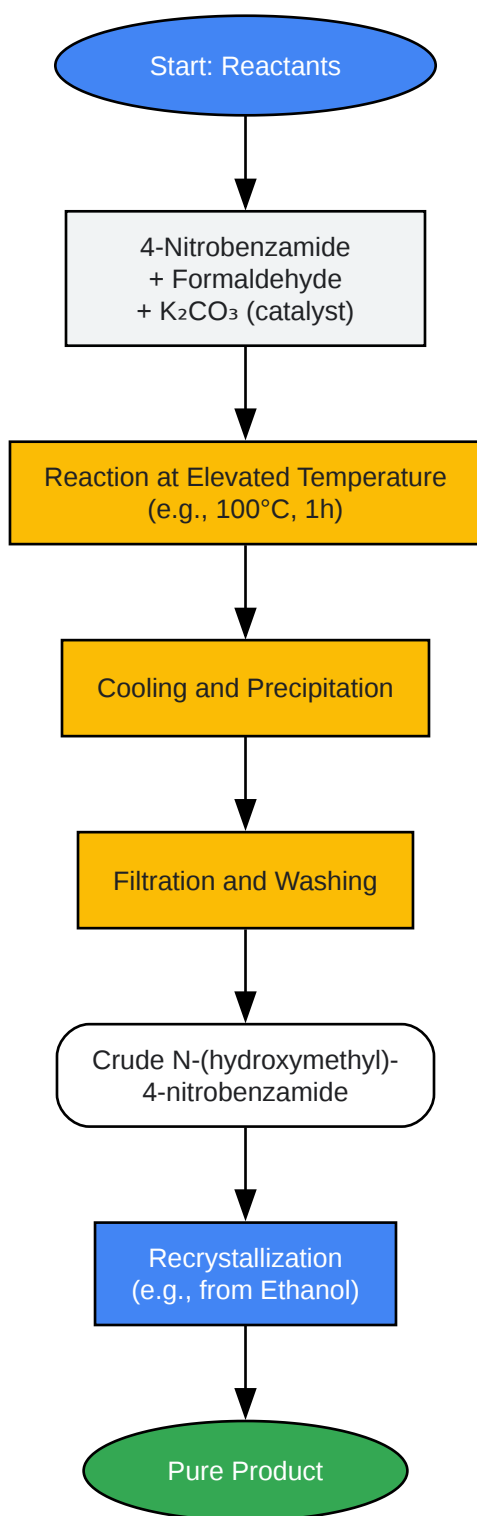 Start: Reactants
4-Nitrobenzamide
+ Formaldehyde
+ K₂CO₃ (catalyst)
Reaction at Elevated Temperature
(e.g., 100°C, 1h)
Cooling and Precipitation
Filtration and Washing
Crude N-(hydroxymethyl)-
4-nitrobenzamide
Recrystallization
(e.g., from Ethanol)
Pure Product